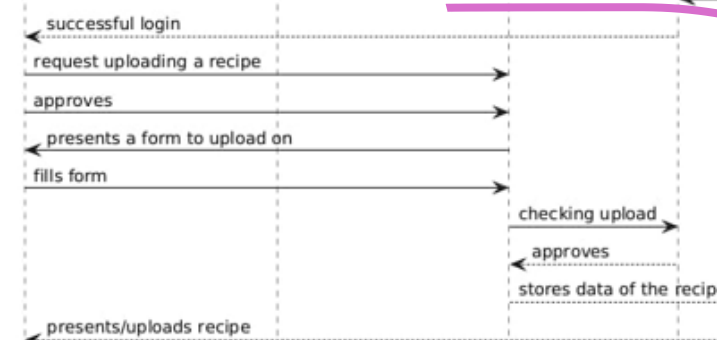 successful login
request uploading a recipe
approves
presents a form to upload on
fills form
checking upload
approves
stores data of the recip
presents/uploads recipe